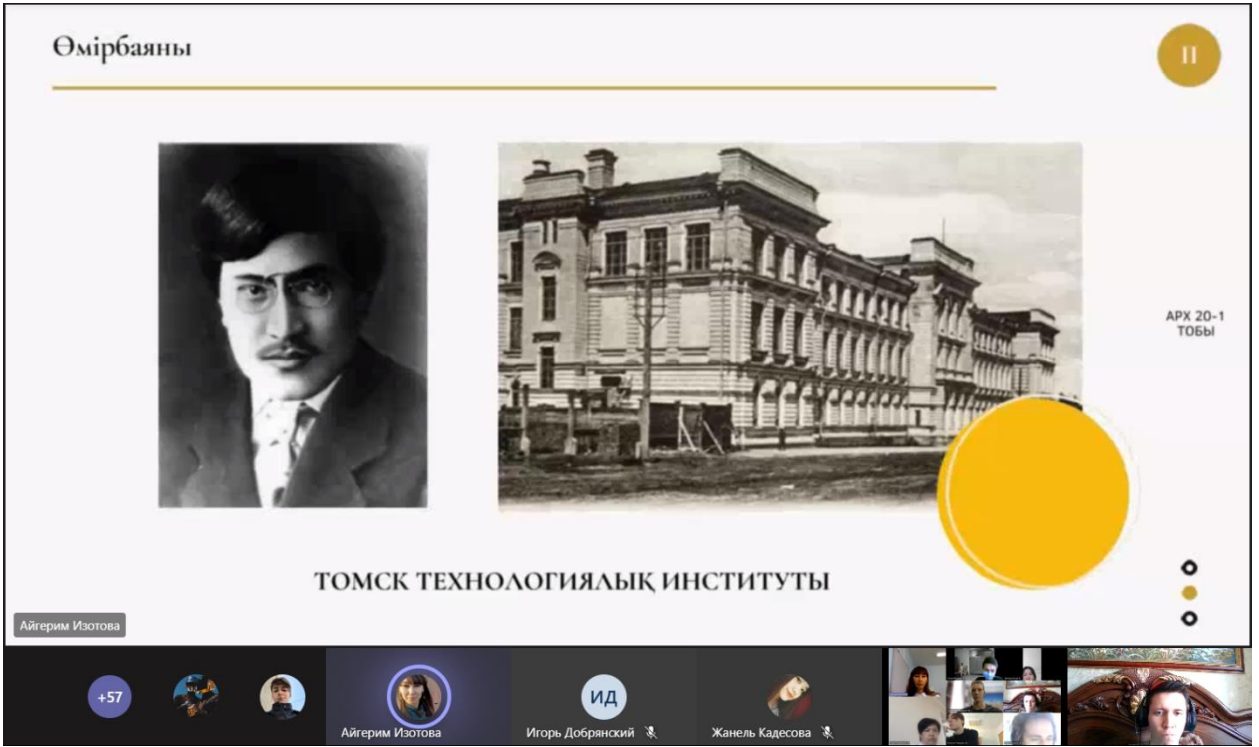 Өмірбаяны
II
АРХ 20-1
ТОБЫ
ТОМСК ТЕХНОЛОГИЯЛЫҚ ИНСТИТУТЫ
Айгерим Изотова
+57
Айгерим Изотова
ИД
Игорь Добрянский
Жанель Кадесова